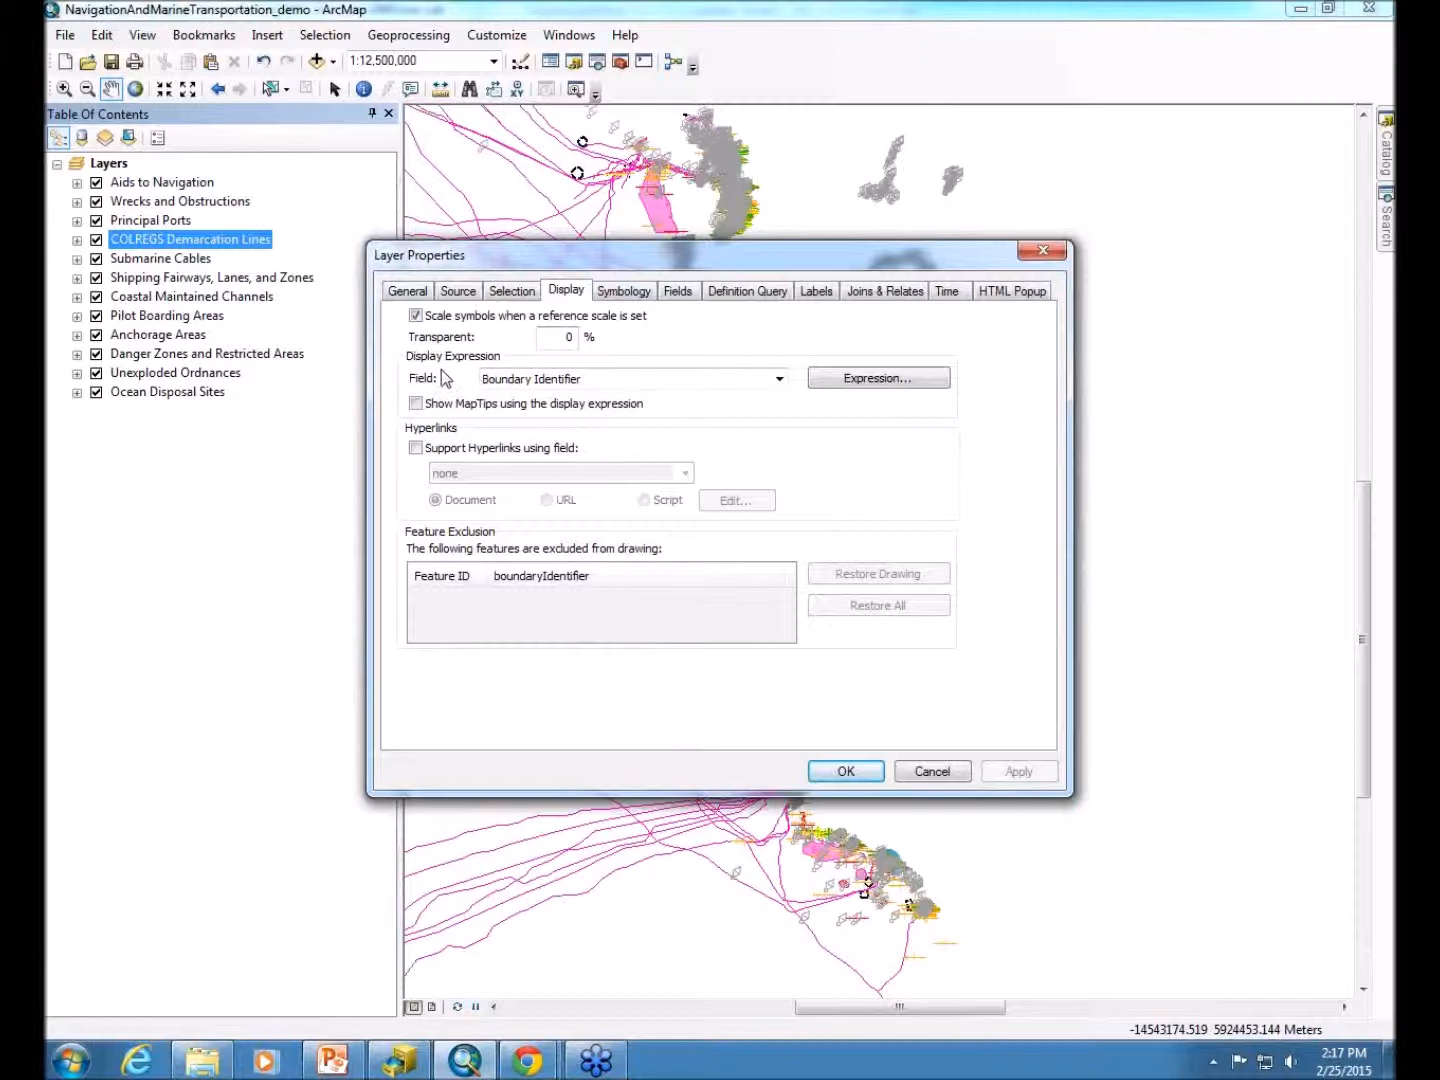 NavigationAndMarineTransportation_demo - ArcMap
File Edit View Bookmarks Insert Selection Geoprocessing Customize Windows Help
1:12,500,000
Table Of Contents
Layers
Aids to Navigation
Wrecks and Obstructions
Principal Ports
COLREGS Demarcation Lines
Submarine Cables
Shipping Fairways, Lanes, and Zones
Coastal Maintained Channels
Pilot Boarding Areas
Anchorage Areas
Danger Zones and Restricted Areas
Unexploded Ordnances
Ocean Disposal Sites
Catalog
Search
Layer Properties
General Source Selection Display Symbology Fields Definition Query Labels Joins & Relates Time HTML Popup
Scale symbols when a reference scale is set
Transparent: 0 %
Display Expression
Field: Boundary Identifier Expression...
Show MapTips using the display expression
Hyperlinks
Support Hyperlinks using field:
none
Document URL Script Edit...
Feature Exclusion
The following features are excluded from drawing:
Feature ID boundaryIdentifier
Restore Drawing
Restore All
OK Cancel Apply
-14543174.519 5924453.144 Meters
2:17 PM
2/25/2015